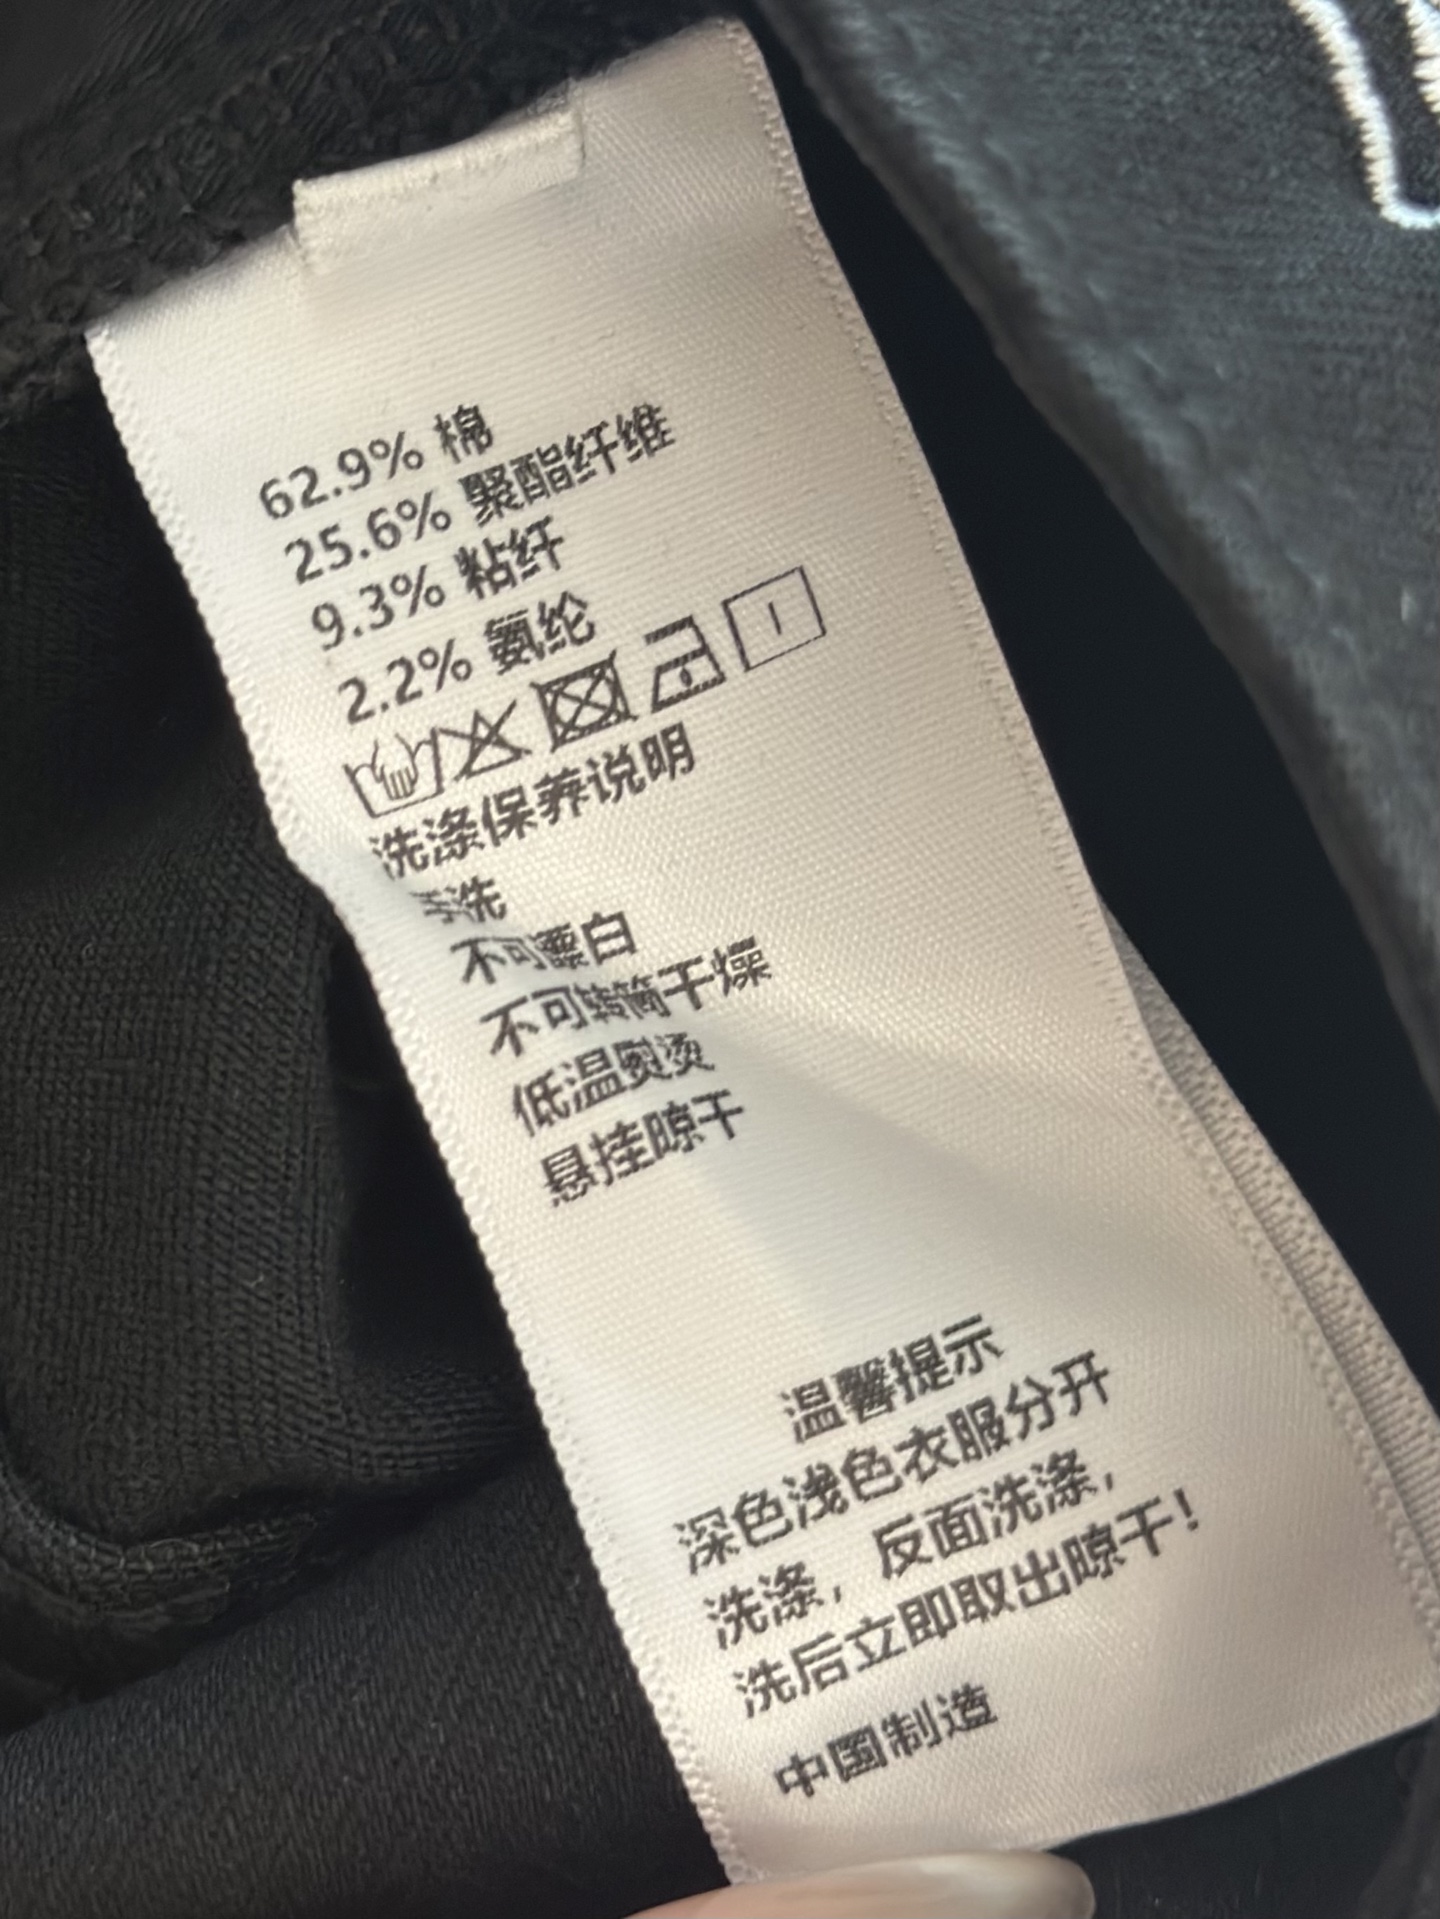 62.9% 棉
25.6% 聚酯纤维
9.3% 粘纤
2.2% 氨纶
洗涤保养说明
手洗
不可漂白
不可转筒干燥
低温熨烫
悬挂晾干
温馨提示
深色浅色衣服分开
洗涤，反面洗涤，
洗后立即取出晾干！
中国制造